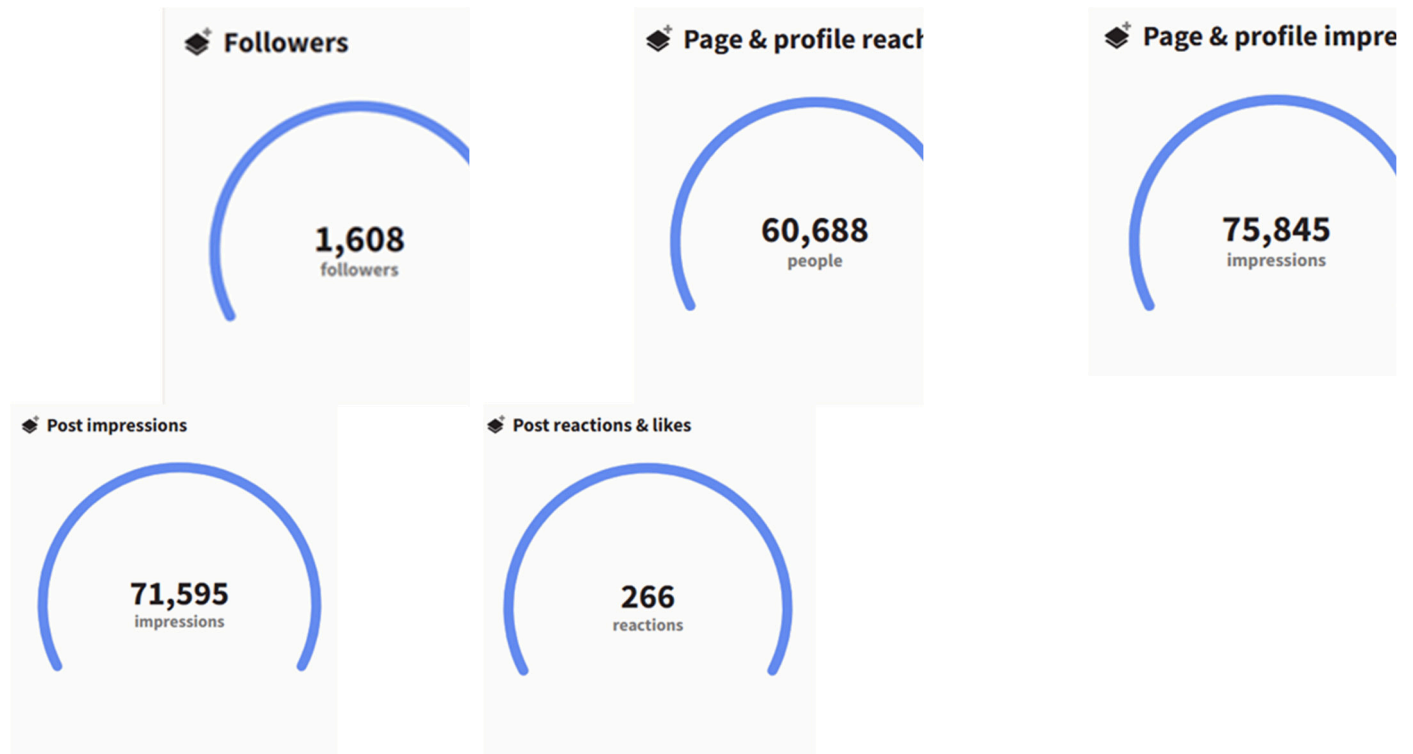 Followers
1,608
followers
Page & profile reach
60,688
people
Page & profile impre
75,845
impressions
Post impressions
71,595
impressions
Post reactions & likes
266
reactions